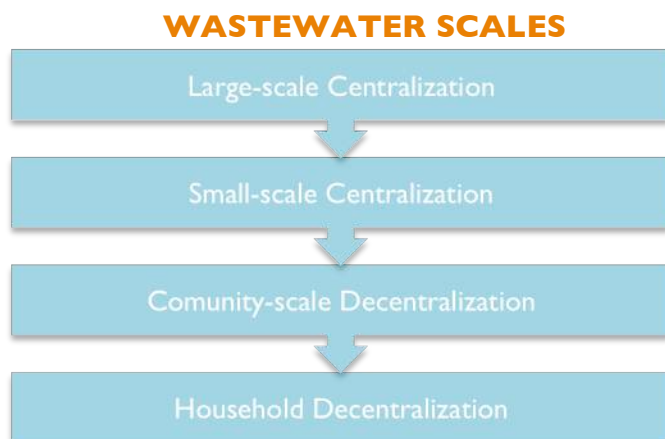 WASTEWATER SCALES
Large-scale Centralization
Small-scale Centralization
Comunity-scale Decentralization
Household Decentralization